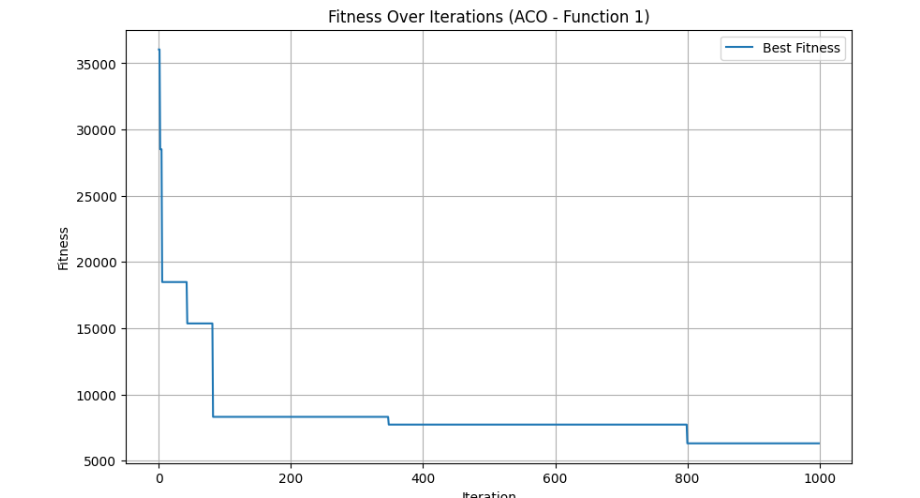 Fitness Over Iterations (ACO - Function 1)
Best Fitness
35000
30000
25000
20000
15000
10000
5000
Fitness
0 200 400 600 800 1000
Iteration